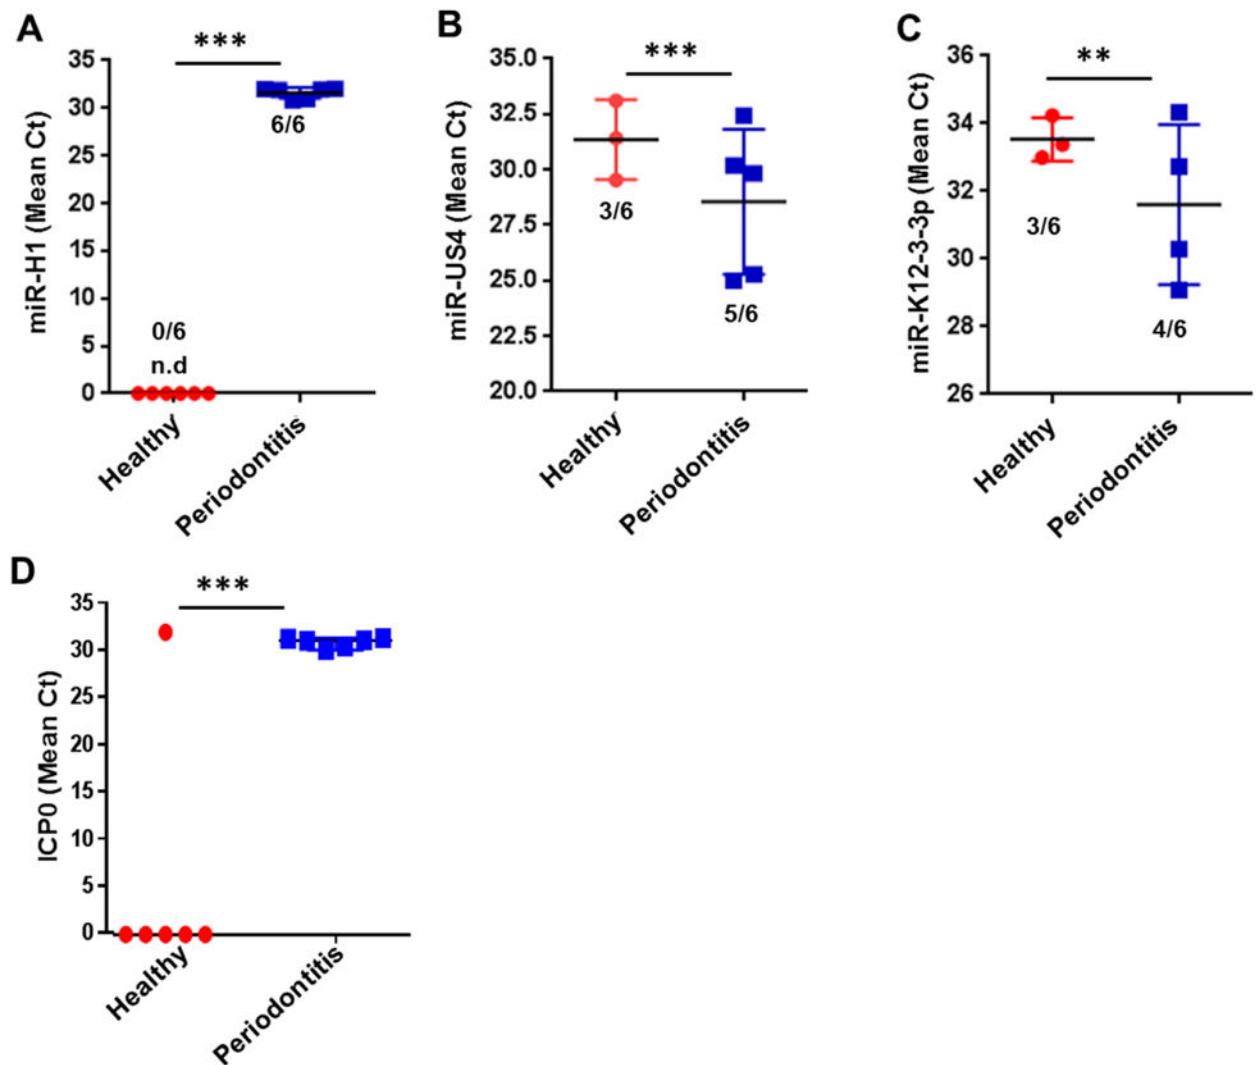 A
***
miR-H1 (Mean Ct)
35
30
25
20
15
10
5
0
6/6
0/6
n.d
Healthy
Periodontitis
B
***
miR-US4 (Mean Ct)
35.0
32.5
30.0
27.5
25.0
22.5
20.0
3/6
5/6
Healthy
Periodontitis
C
**
miR-K12-3-3p (Mean Ct)
36
34
32
30
28
26
3/6
4/6
Healthy
Periodontitis
D
***
ICP0 (Mean Ct)
35
30
25
20
15
10
5
0
Healthy
Periodontitis